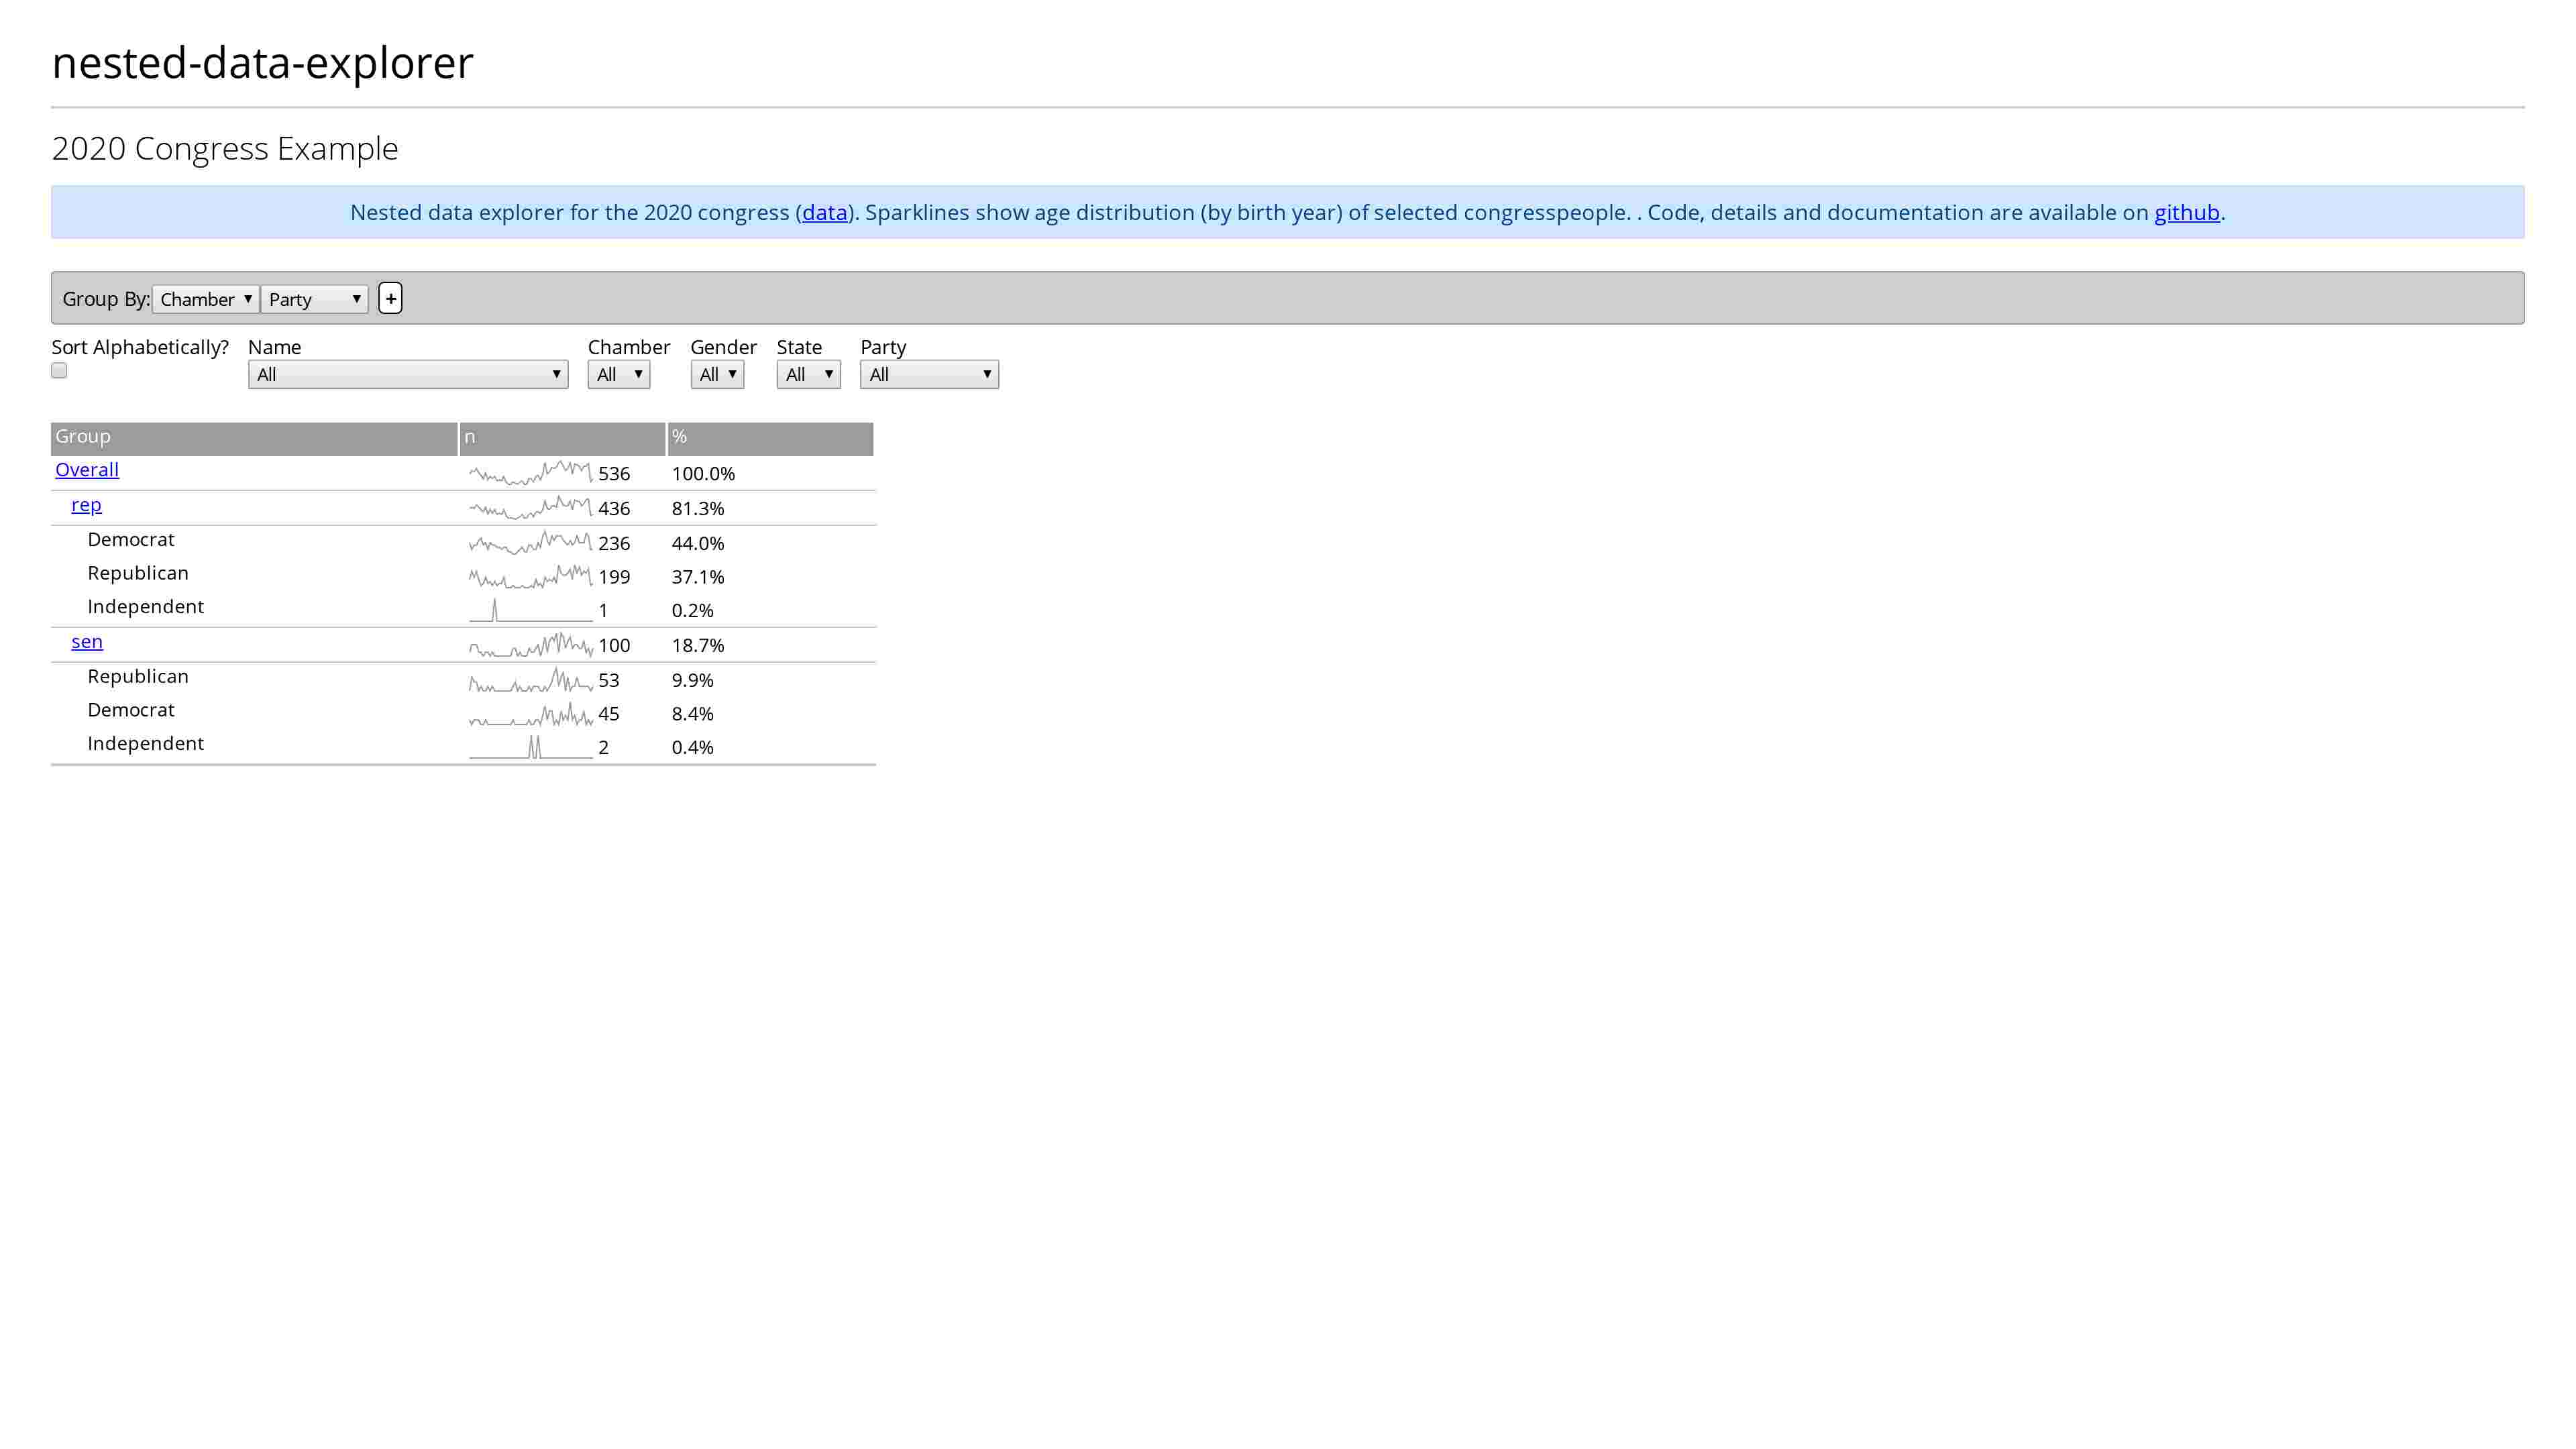 nested-data-explorer
2020 Congress Example
Nested data explorer for the 2020 congress (data). Sparklines show age distribution (by birth year) of selected congresspeople. . Code, details and documentation are available on github.
Group By: Chamber Party +
Sort Alphabetically? Name Chamber Gender State Party
All All All All All
Group n %
Overall 536 100.0%
rep 436 81.3%
Democrat 236 44.0%
Republican 199 37.1%
Independent 1 0.2%
sen 100 18.7%
Republican 53 9.9%
Democrat 45 8.4%
Independent 2 0.4%